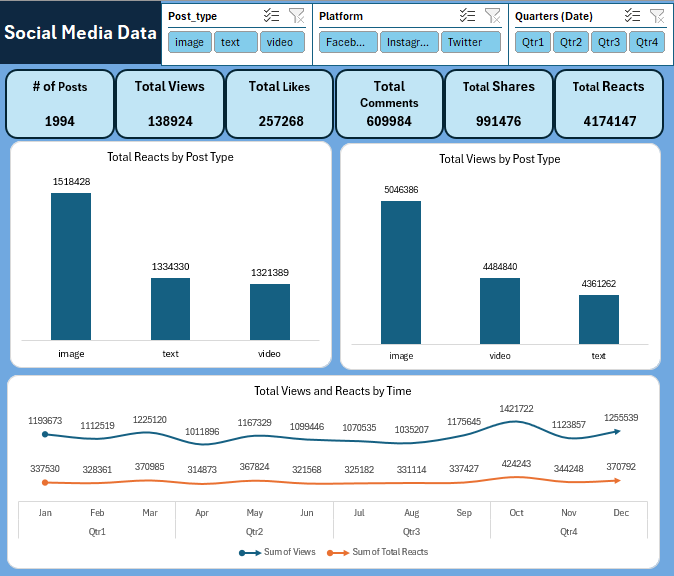 Social Media Data
Post_type
image text video
Platform
Faceb... Instagr... Twitter
Quarters (Date)
Qtr1 Qtr2 Qtr3 Qtr4
# of Posts
1994
Total Views
138924
Total Likes
257268
Total
Comments
609984
Total Shares
991476
Total Reacts
4174147
Total Reacts by Post Type
1518428
1334330
1321389
image text video
Total Views by Post Type
5046386
4484840
4361262
image video text
Total Views and Reacts by Time
1193673 1112519 1225120 1011896 1167329 1099446 1070535 1035207 1175645 1421722 1123857 1255539
337530 328361 370985 314873 367824 321568 325182 331114 337427 424243 344248 370792
Jan Feb Mar Apr May Jun Jul Aug Sep Oct Nov Dec
Qtr1 Qtr2 Qtr3 Qtr4
Sum of Views Sum of Total Reacts